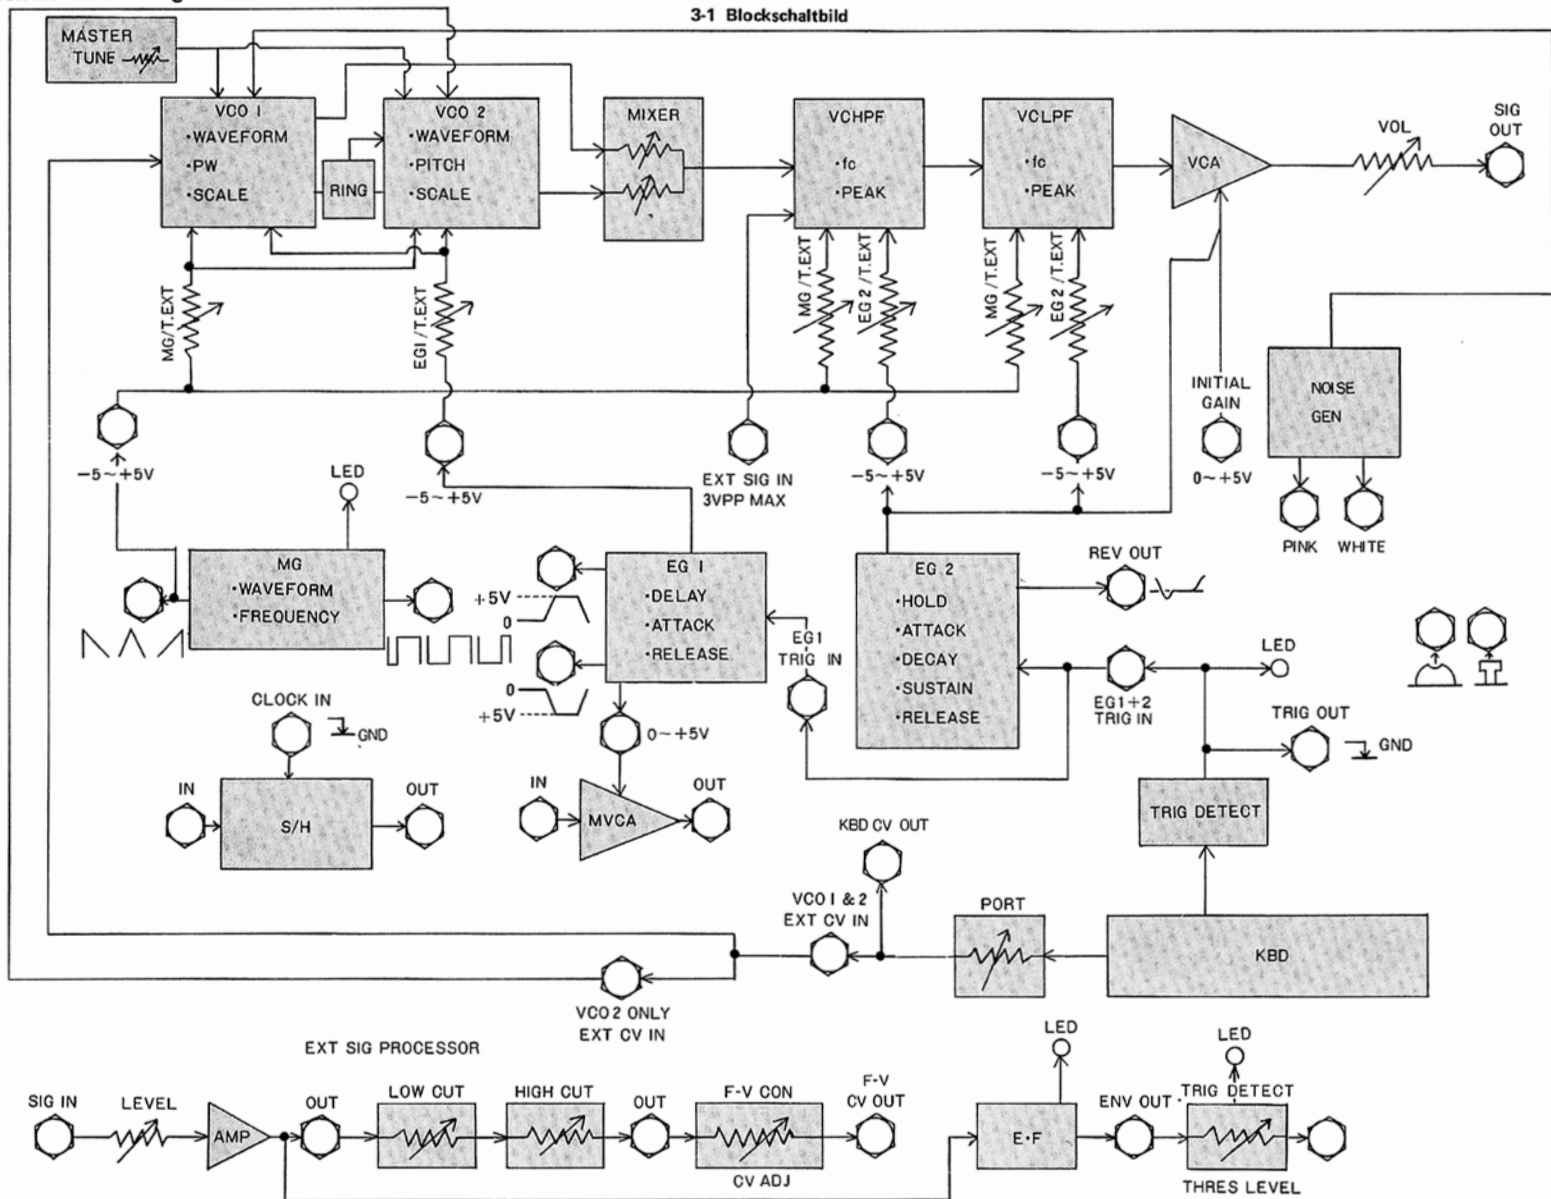 3-1 Blockschaltbild
MASTER
TUNE
VCO 1
•WAVEFORM
•PW
•SCALE
RING
VCO 2
•WAVEFORM
•PITCH
•SCALE
MIXER
VCHPF
•fc
•PEAK
VCLPF
•fc
•PEAK
VCA
VOL
SIG
OUT
MG/T.EXT
EG1/T.EXT
MG/T.EXT
EG2/T.EXT
MG/T.EXT
EG2/T.EXT
INITIAL
GAIN
0~+5V
NOISE
GEN
PINK
WHITE
-5~+5V
LED
-5~+5V
EXT SIG IN
3VPP MAX
-5~+5V
-5~+5V
MG
•WAVEFORM
•FREQUENCY
+5V
0
0
+5V
EG 1
•DELAY
•ATTACK
•RELEASE
EG1
TRIG IN
EG 2
•HOLD
•ATTACK
•DECAY
•SUSTAIN
•RELEASE
REV OUT
EG1+2
TRIG IN
LED
TRIG OUT
GND
CLOCK IN
GND
IN
S/H
OUT
0~+5V
IN
MVCA
OUT
TRIG DETECT
KBD CV OUT
VCO1 & 2
EXT CV IN
PORT
KBD
VCO2 ONLY
EXT CV IN
EXT SIG PROCESSOR
SIG IN
LEVEL
AMP
OUT
LOW CUT
HIGH CUT
OUT
F-V CON
CV ADJ
F-V
CV OUT
LED
E•F
ENV OUT
LED
TRIG DETECT
THRES LEVEL